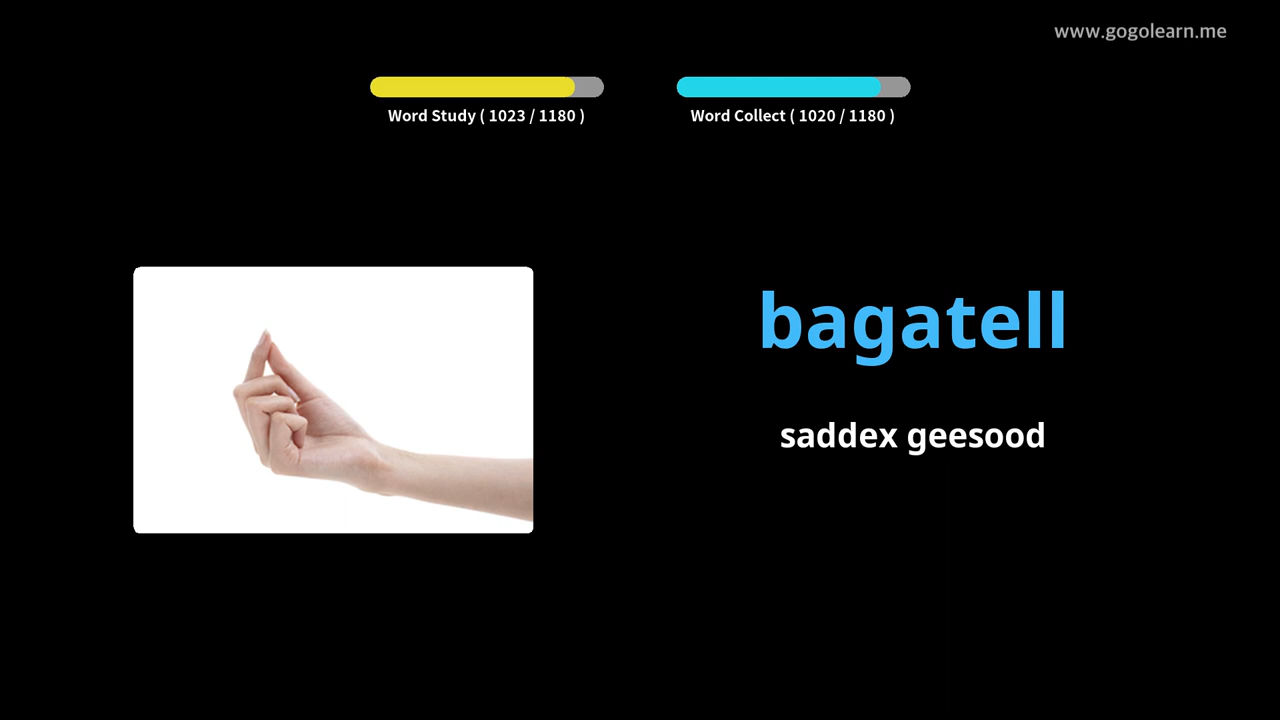 www.gogolearn.me
Word Study ( 1023 / 1180 )
Word Collect ( 1020 / 1180 )
bagatell
saddex geesood